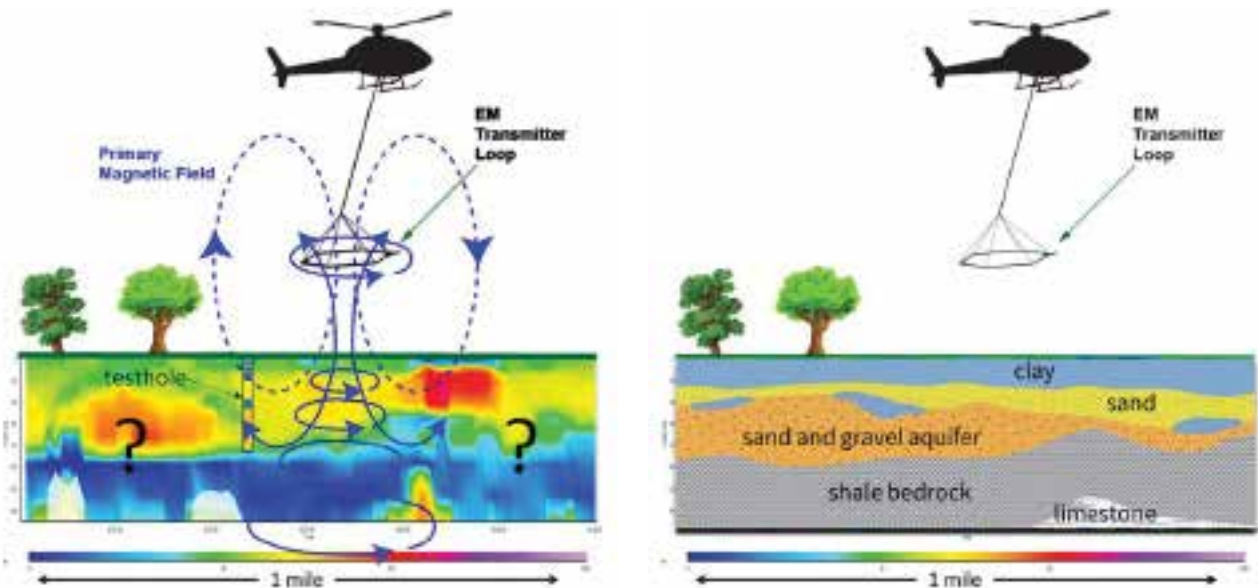 EM
Transmitter
Loop
Primary
Magnetic Field
testhole
?
?
1 mile
EM
Transmitter
Loop
clay
sand
sand and gravel aquifer
shale bedrock
limestone
1 mile